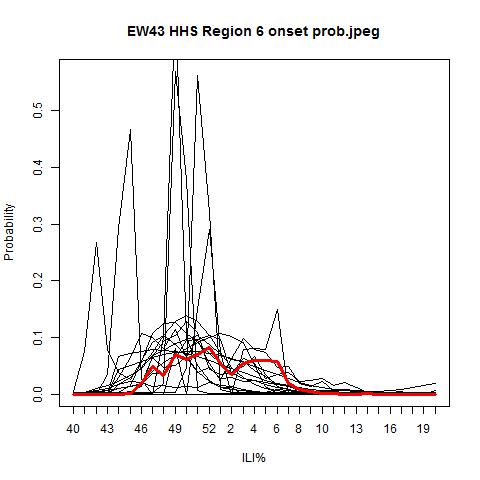 EW43 HHS Region 6 onset prob.jpeg
Probability
0.0 0.1 0.2 0.3 0.4 0.5
40 43 46 49 52 2 4 6 8 10 13 16 19
ILI%